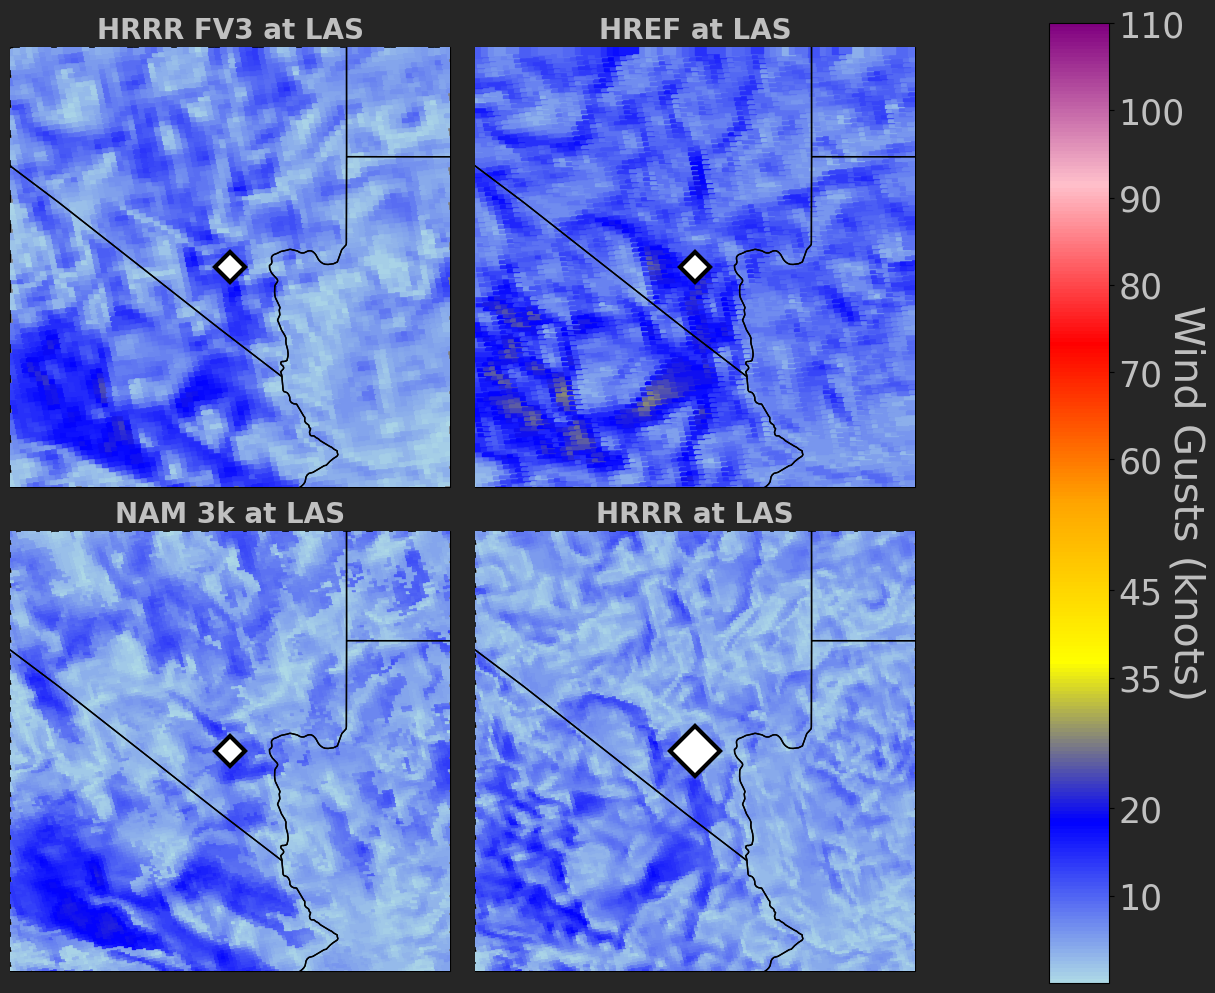 HRRR FV3 at LAS
HREF at LAS
NAM 3k at LAS
HRRR at LAS
110
100
90
80
70
60
45
35
20
10
Wind Gusts (knots)